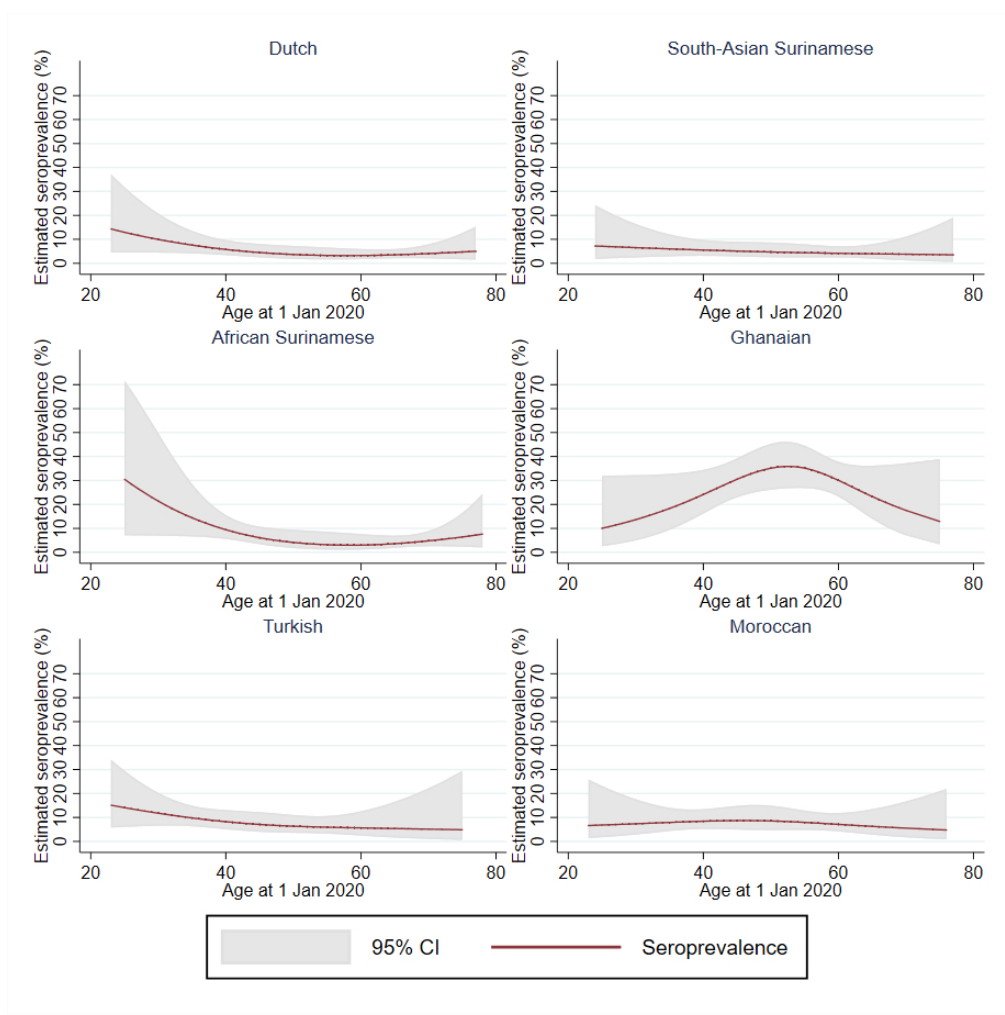 Dutch
Estimated seroprevalence (%)
0 10 20 30 40 50 60 70
20 40 60 80
Age at 1 Jan 2020
South-Asian Surinamese
Estimated seroprevalence (%)
0 10 20 30 40 50 60 70
20 40 60 80
Age at 1 Jan 2020
African Surinamese
Estimated seroprevalence (%)
0 10 20 30 40 50 60 70
20 40 60 80
Age at 1 Jan 2020
Ghanaian
Estimated seroprevalence (%)
0 10 20 30 40 50 60 70
20 40 60 80
Age at 1 Jan 2020
Turkish
Estimated seroprevalence (%)
0 10 20 30 40 50 60 70
20 40 60 80
Age at 1 Jan 2020
Moroccan
Estimated seroprevalence (%)
0 10 20 30 40 50 60 70
20 40 60 80
Age at 1 Jan 2020
95% CI Seroprevalence